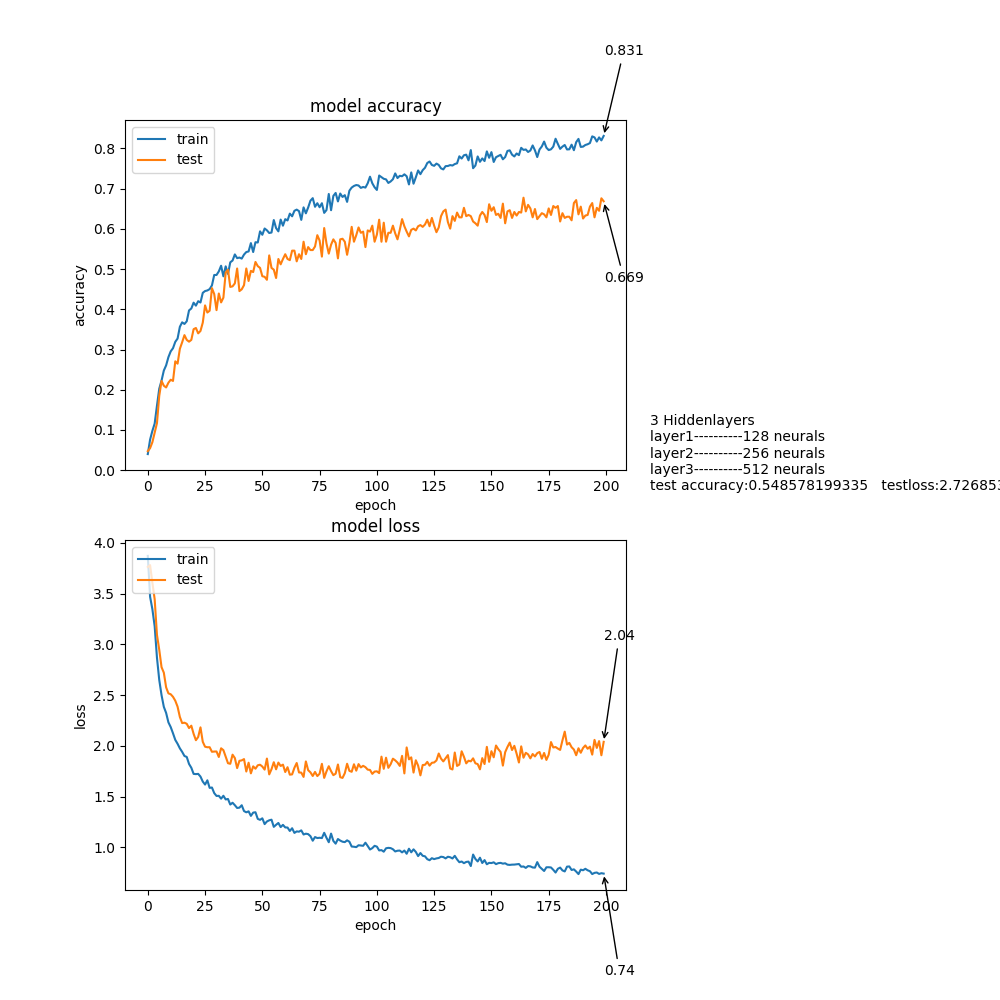 0.831
model accuracy
train
test
0.8
0.7
0.6
0.5
0.4
0.3
0.2
0.1
0.0
accuracy
0.669
0 25 50 75 100 125 150 175 200
epoch
3 Hiddenlayers
layer1----------128 neurals
layer2----------256 neurals
layer3----------512 neurals
test accuracy:0.548578199335 testloss:2.726853
model loss
train
test
4.0
3.5
3.0
2.5
2.0
1.5
1.0
loss
2.04
0 25 50 75 100 125 150 175 200
epoch
0.74